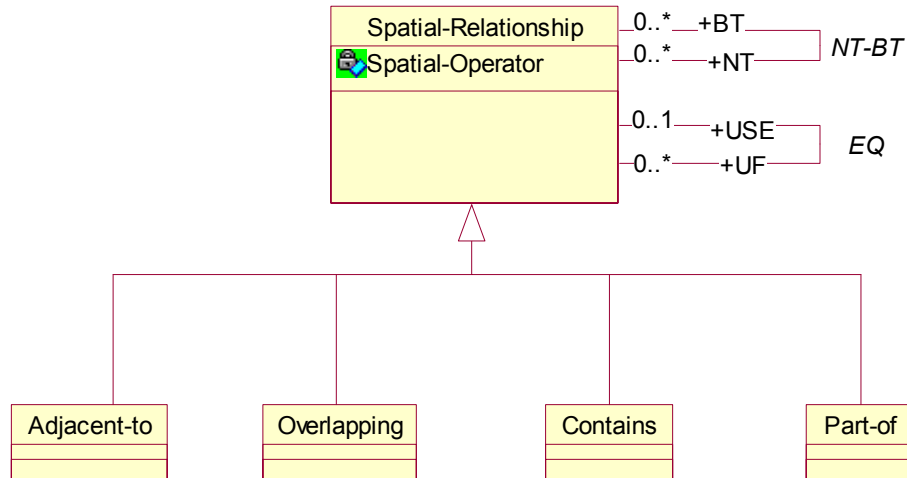 Spatial-Relationship
Spatial-Operator
0..* +BT
0..* +NT
NT-BT
0..1 +USE
0..* +UF
EQ
Adjacent-to
Overlapping
Contains
Part-of